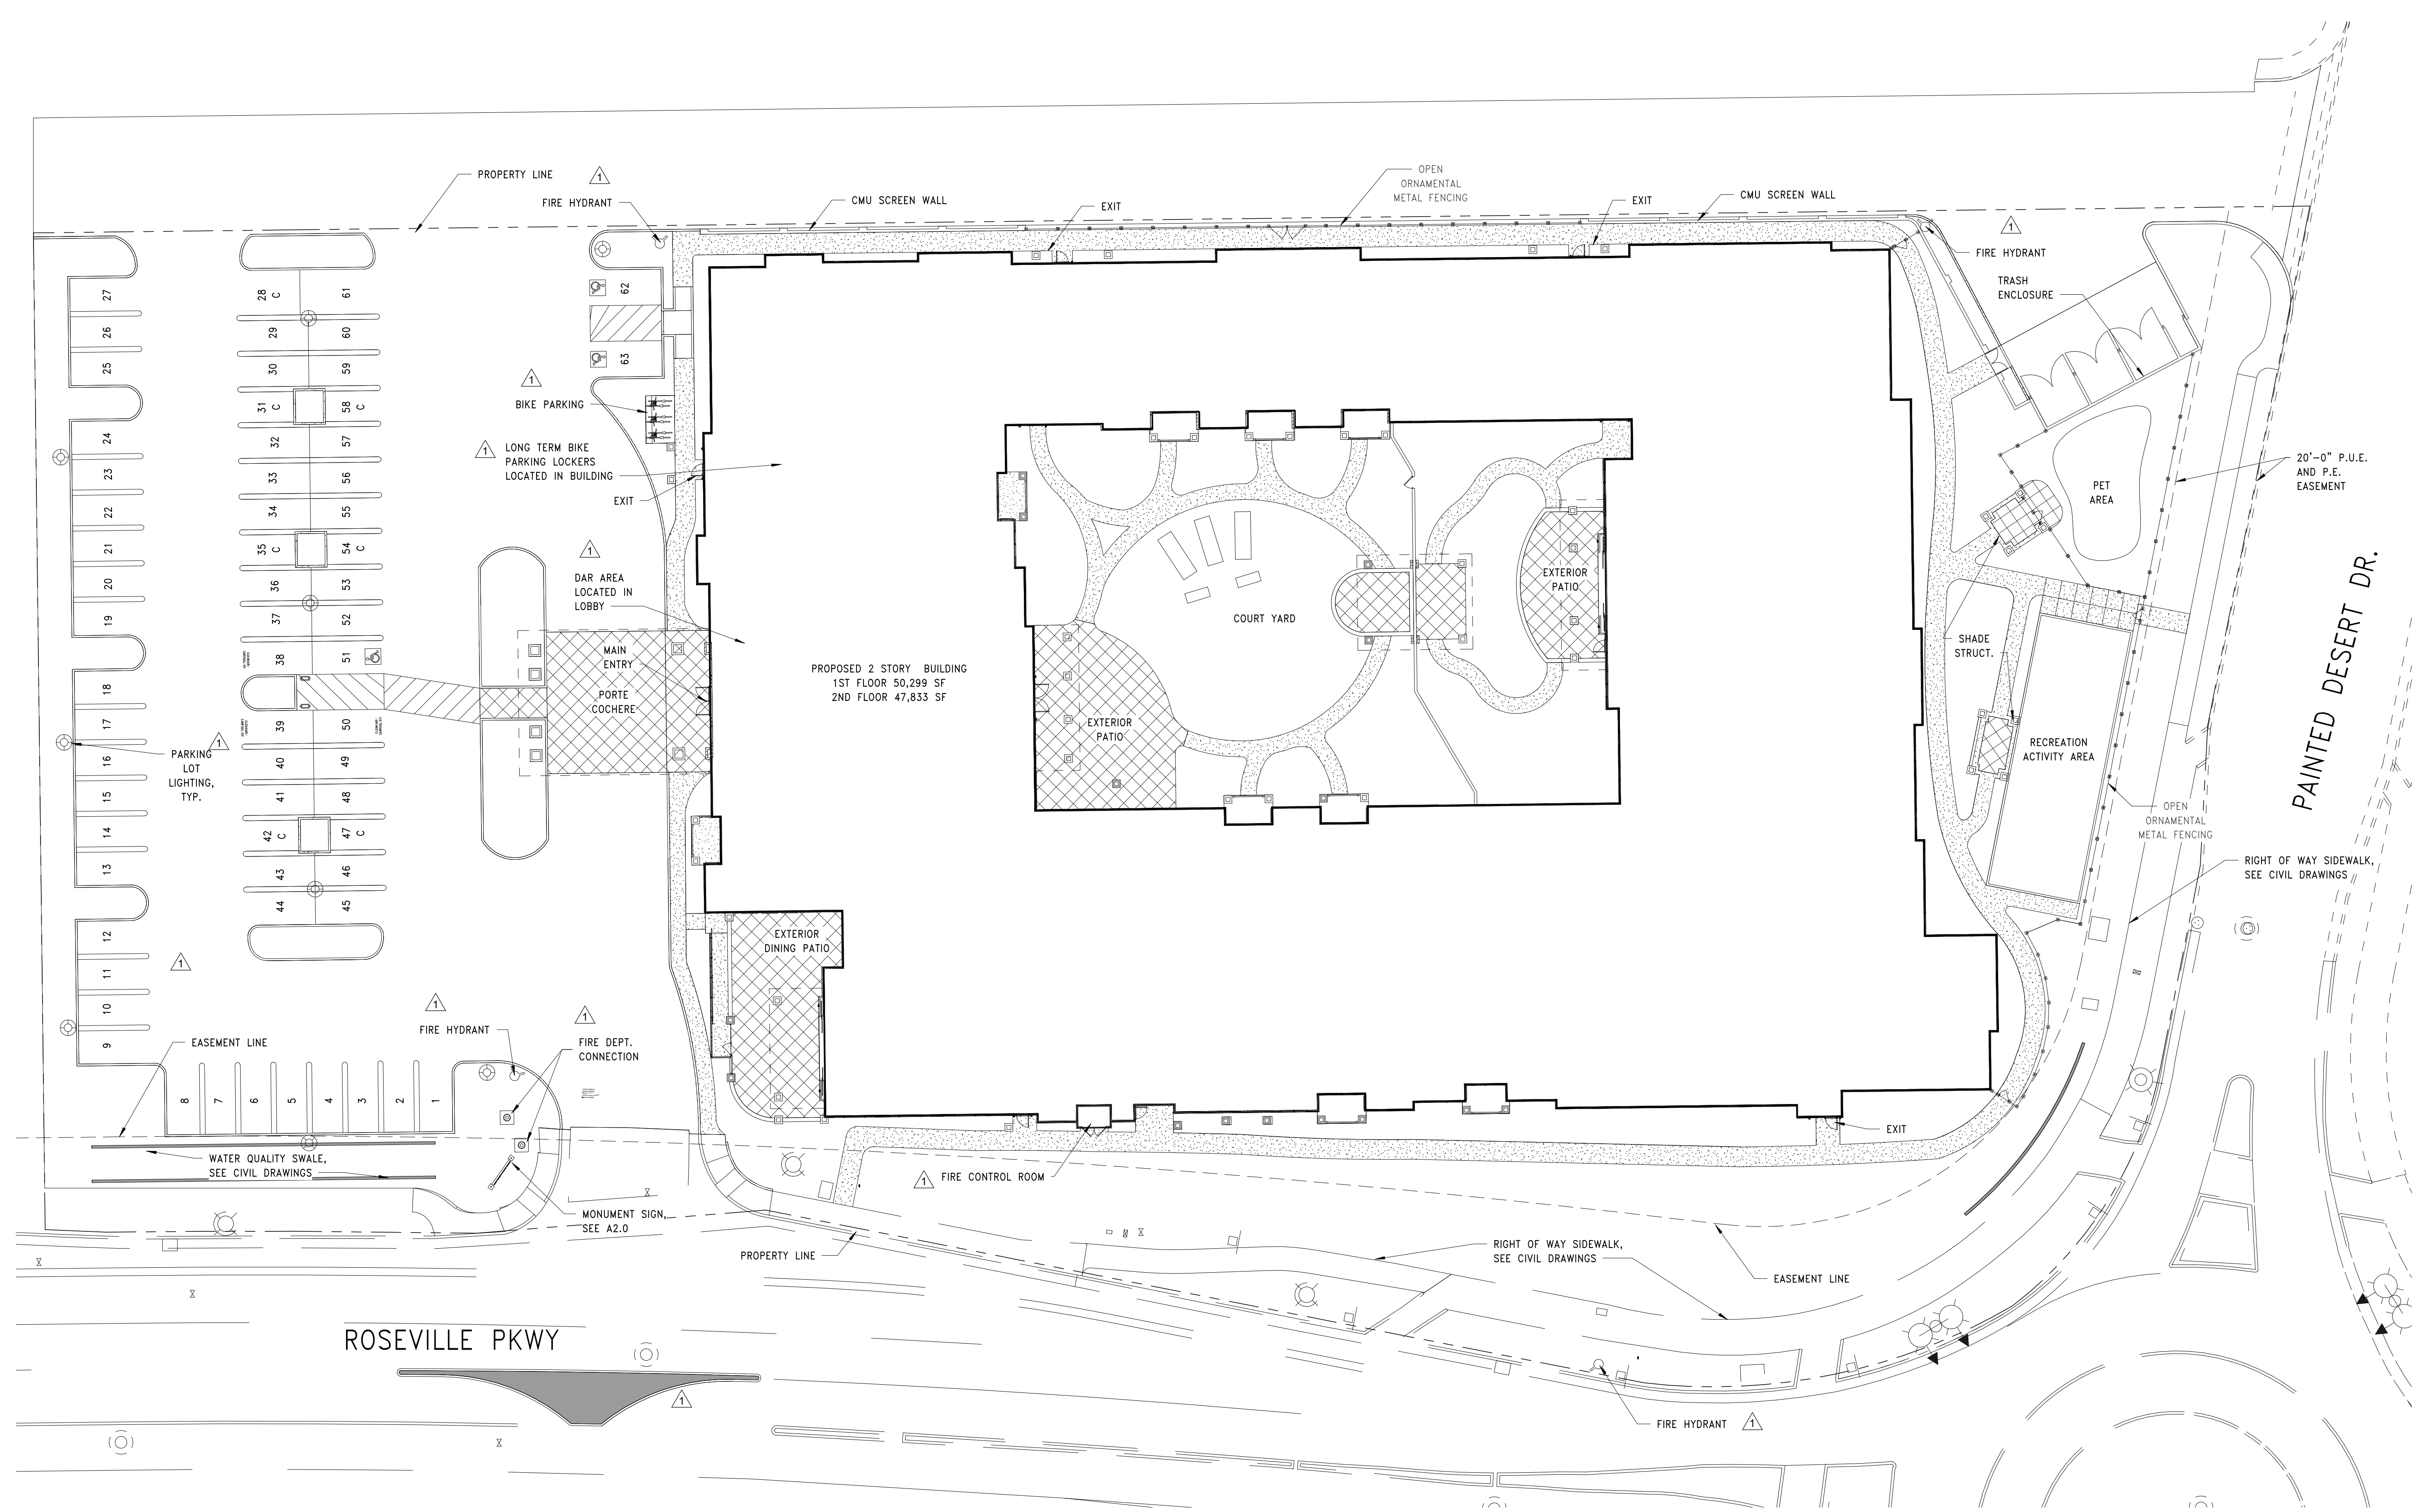 PROPERTY LINE
1
FIRE HYDRANT
CMU SCREEN WALL
EXIT
OPEN
ORNAMENTAL
METAL FENCING
EXIT
CMU SCREEN WALL
1
FIRE HYDRANT
TRASH
ENCLOSURE
27
26
25
24
23
22
21
20
19
18
17
16
15
14
13
12
11
10
9
28
C
29
30
31
C
32
33
34
35
C
36
37
38
39
40
41
42
C
43
44
61
60
59
58
C
57
56
55
54
C
53
52
51
50
49
48
47
C
46
45
62
63
1
BIKE PARKING
1
LONG TERM BIKE
PARKING LOCKERS
LOCATED IN BUILDING
EXIT
1
DAR AREA
LOCATED IN
LOBBY
MAIN
ENTRY
PORTE
COCHERE
PROPOSED 2 STORY BUILDING
1ST FLOOR 50,299 SF
2ND FLOOR 47,833 SF
COURT YARD
EXTERIOR
PATIO
EXTERIOR
PATIO
PET
AREA
20'-0" P.U.E.
AND P.E.
EASEMENT
SHADE
STRUCT.
RECREATION
ACTIVITY AREA
PAINTED DESERT DR.
OPEN
ORNAMENTAL
METAL FENCING
RIGHT OF WAY SIDEWALK,
SEE CIVIL DRAWINGS
1
PARKING
LOT
LIGHTING,
TYP.
EXTERIOR
DINING PATIO
1
1
FIRE HYDRANT
1
FIRE DEPT.
CONNECTION
EASEMENT LINE
8
7
6
5
4
3
2
1
WATER QUALITY SWALE,
SEE CIVIL DRAWINGS
MONUMENT SIGN,
SEE A2.0
PROPERTY LINE
1
FIRE CONTROL ROOM
EXIT
RIGHT OF WAY SIDEWALK,
SEE CIVIL DRAWINGS
EASEMENT LINE
ROSEVILLE PKWY
1
FIRE HYDRANT
1